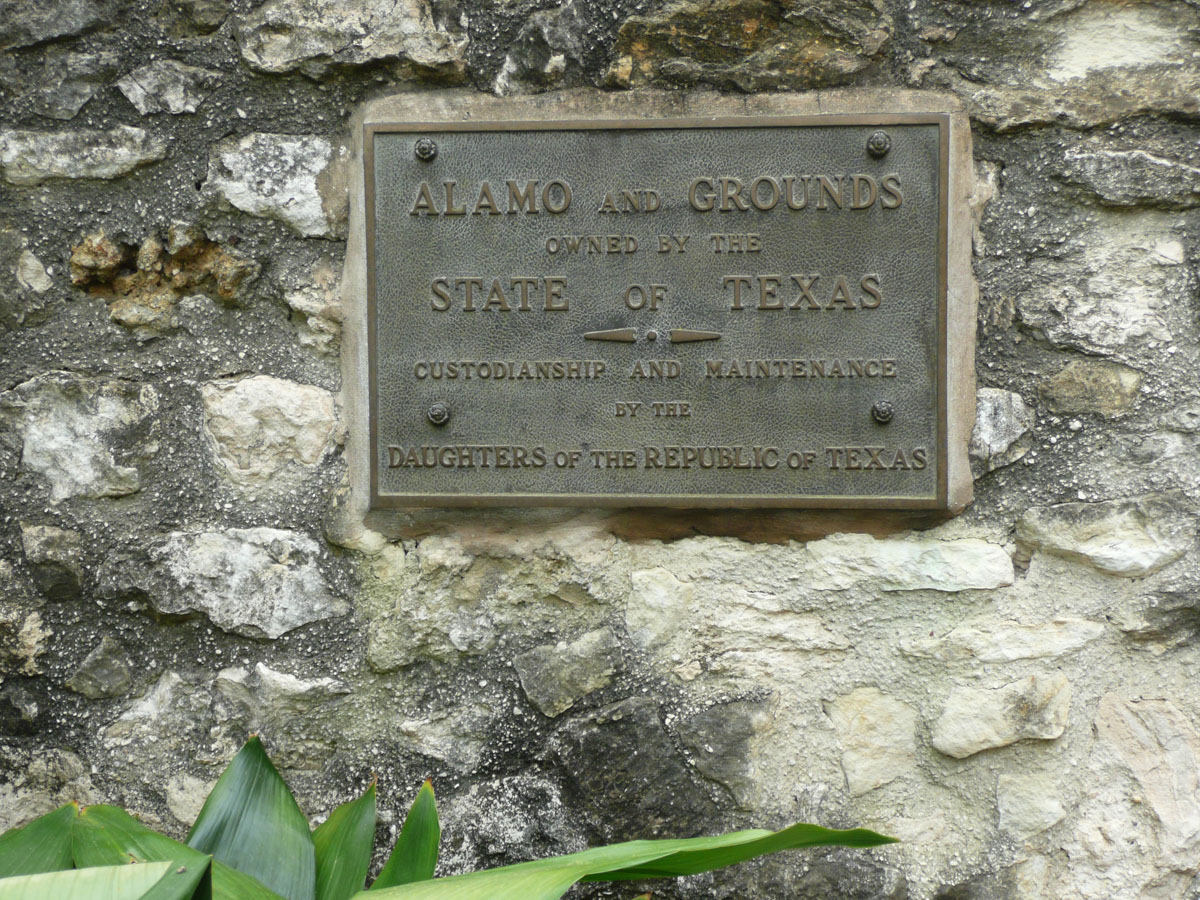 ALAMO AND GROUNDS
OWNED BY THE
STATE OF TEXAS
CUSTODIANSHIP AND MAINTENANCE
BY THE
DAUGHTERS OF THE REPUBLIC OF TEXAS